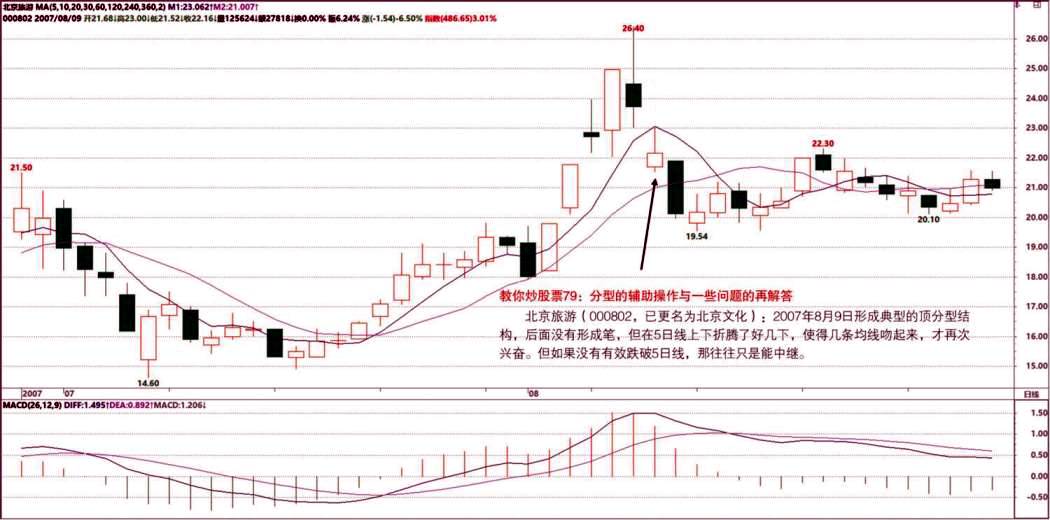 北京旅游 MA(5,10,20,30,60,120,240,360,2) M1:23.062↑M2:21.007↑
000802 2007/08/09 开21.68↓高23.00↓低21.52↓收22.16↓量125624↓额27818↓换0.00% 振6.24% 涨(-1.54)-6.50% 指数(486.65)3.01%
26.40
26.00
25.00
24.00
23.00
22.30
22.00
21.50
21.00
20.10
20.00
19.54
19.00
18.00
教你炒股票79：分型的辅助操作与一些问题的再解答
北京旅游（000802，已更名为北京文化）：2007年8月9日形成典型的顶分型结
构，后面没有形成笔，但在5日线上下折腾了好几下，使得几条均线吻起来，才再次
兴奋。但如果没有有效跌破5日线，那往往只是能中继。
17.00
16.00
15.00
14.60
2007 07 08 日线
MACD(26,12,9) DIFF:1.495↑DEA:0.892↑MACD:1.206↓
1.50
1.00
0.50
0.00
-0.50